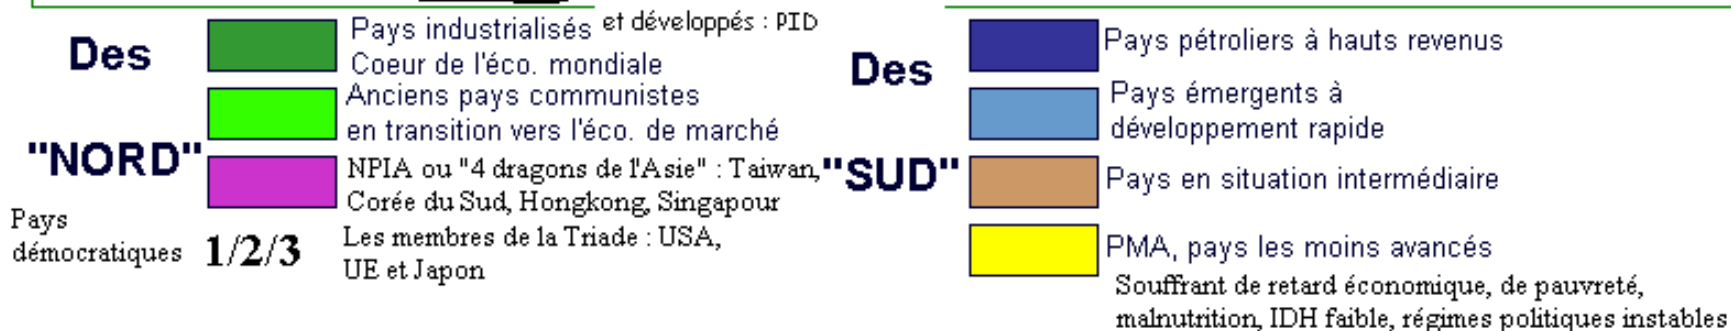 Des
"NORD"
Pays industrialisés et développés : PID
Coeur de l'éco. mondiale
Anciens pays communistes
en transition vers l'éco. de marché
NPIA ou "4 dragons de l'Asie" : Taiwan,
Corée du Sud, Hongkong, Singapour
Pays
démocratiques
1/2/3
Les membres de la Triade : USA,
UE et Japon
Des
"SUD"
Pays pétroliers à hauts revenus
Pays émergents à
développement rapide
Pays en situation intermédiaire
PMA, pays les moins avancés
Souffrant de retard économique, de pauvreté,
malnutrition, IDH faible, régimes politiques instables